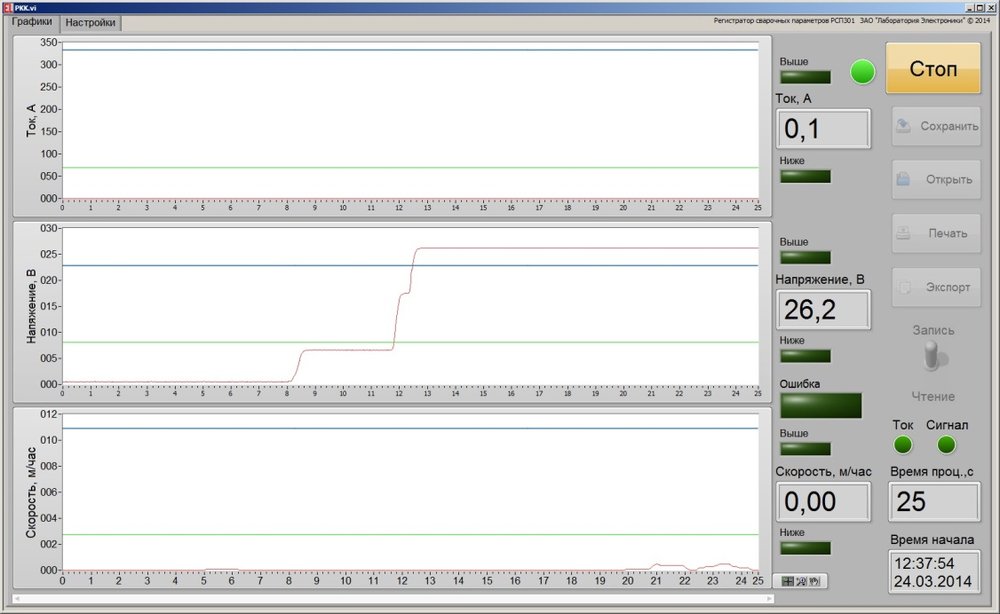 PKK.vi
Графики Настройки
Регистратор сварочных параметров РСП301 ЗАО "Лаборатория Электроники" © 2014
Ток, А
350
300
250
200
150
100
050
000
0 1 2 3 4 5 6 7 8 9 10 11 12 13 14 15 16 17 18 19 20 21 22 23 24 25
Выше
Ток, А
0,1
Ниже
Стоп
Сохранить
Открыть
Печать
Экспорт
Напяжение, В
030
025
020
015
010
005
000
0 1 2 3 4 5 6 7 8 9 10 11 12 13 14 15 16 17 18 19 20 21 22 23 24 25
Выше
Напряжение, В
26,2
Ниже
Запись
Чтение
Ошибка
Ток Сигнал
Скорость, м/час
012
010
008
006
004
002
000
0 1 2 3 4 5 6 7 8 9 10 11 12 13 14 15 16 17 18 19 20 21 22 23 24 25
Выше
Скорость, м/час
0,00
Ниже
Время проц.,с
25
Время начала
12:37:54
24.03.2014